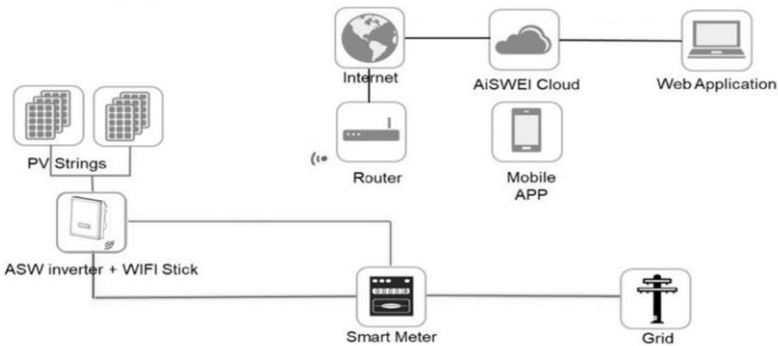 Internet
AiSWEI Cloud
Web Application
PV Strings
Router
Mobile
APP
ASW inverter + WIFI Stick
Smart Meter
Grid